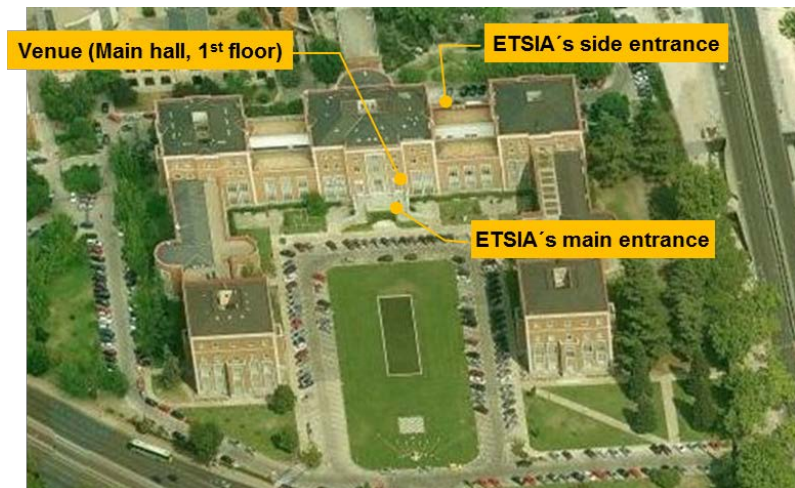 ETSIA´s side entrance
Venue (Main hall, 1st floor)
ETSIA´s main entrance